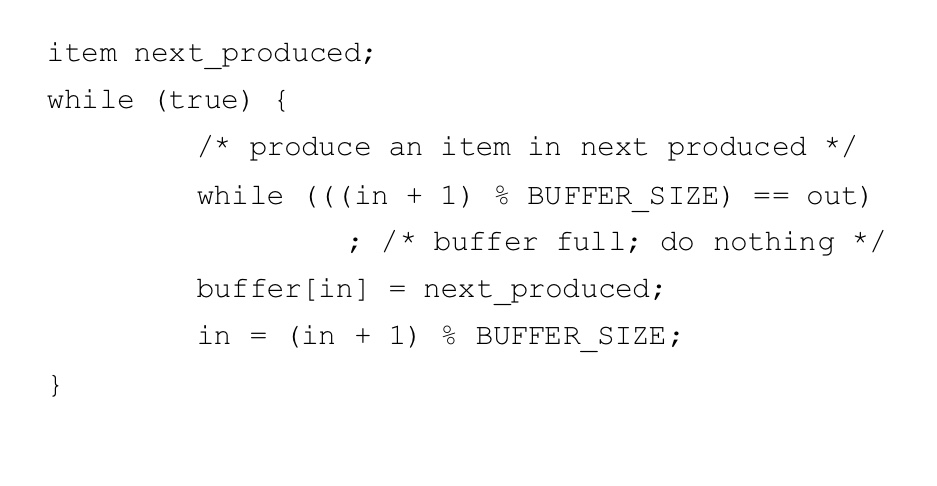 item next_produced;
while (true) {
/* produce an item in next produced */
while (((in + 1) % BUFFER_SIZE) == out)
; /* buffer full; do nothing */
buffer[in] = next_produced;
in = (in + 1) % BUFFER_SIZE;
}